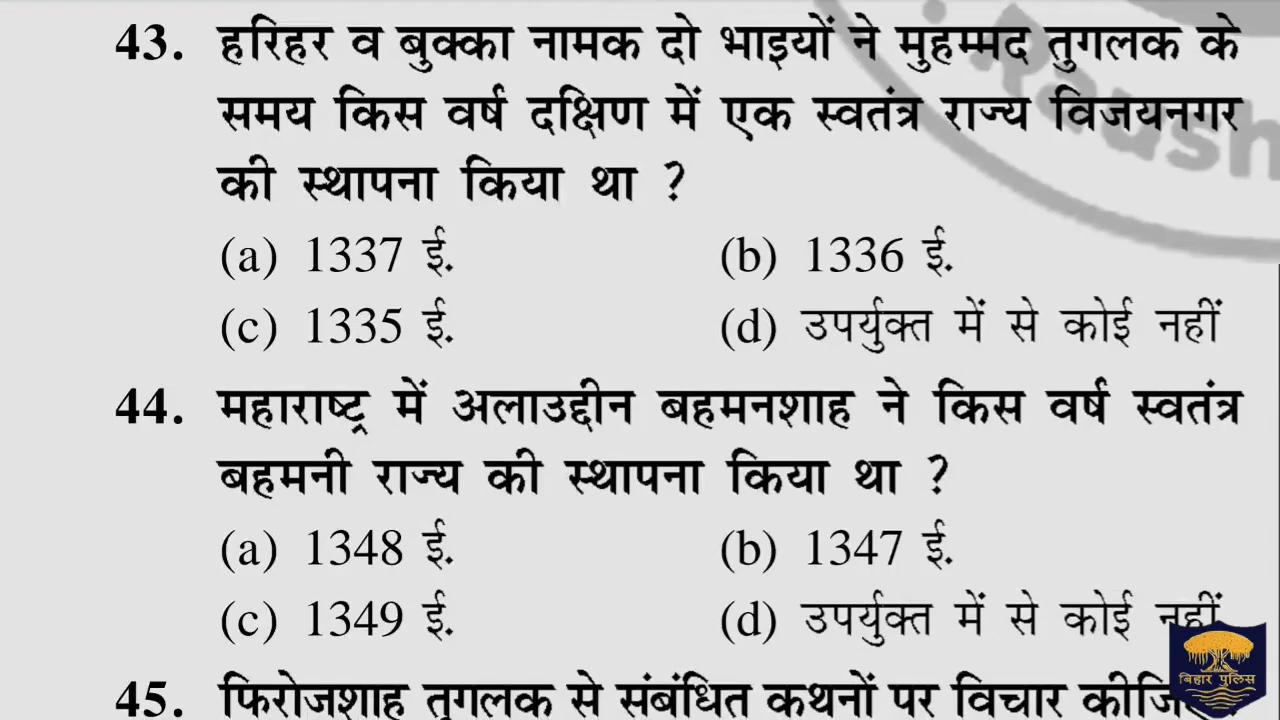 43. हरिहर व बुक्का नामक दो भाइयों ने मुहम्मद तुगलक के
समय किस वर्ष दक्षिण में एक स्वतंत्र राज्य विजयनगर
की स्थापना किया था ?
(a) 1337 ई. (b) 1336 ई.
(c) 1335 ई. (d) उपर्युक्त में से कोई नहीं
44. महाराष्ट्र में अलाउद्दीन बहमनशाह ने किस वर्ष स्वतंत्र
बहमनी राज्य की स्थापना किया था ?
(a) 1348 ई. (b) 1347 ई.
(c) 1349 ई. (d) उपर्युक्त में से कोई नहीं
45. फिरोजशाह तुगलक से संबंधित कथनों पर विचार
बिहार पुलिस